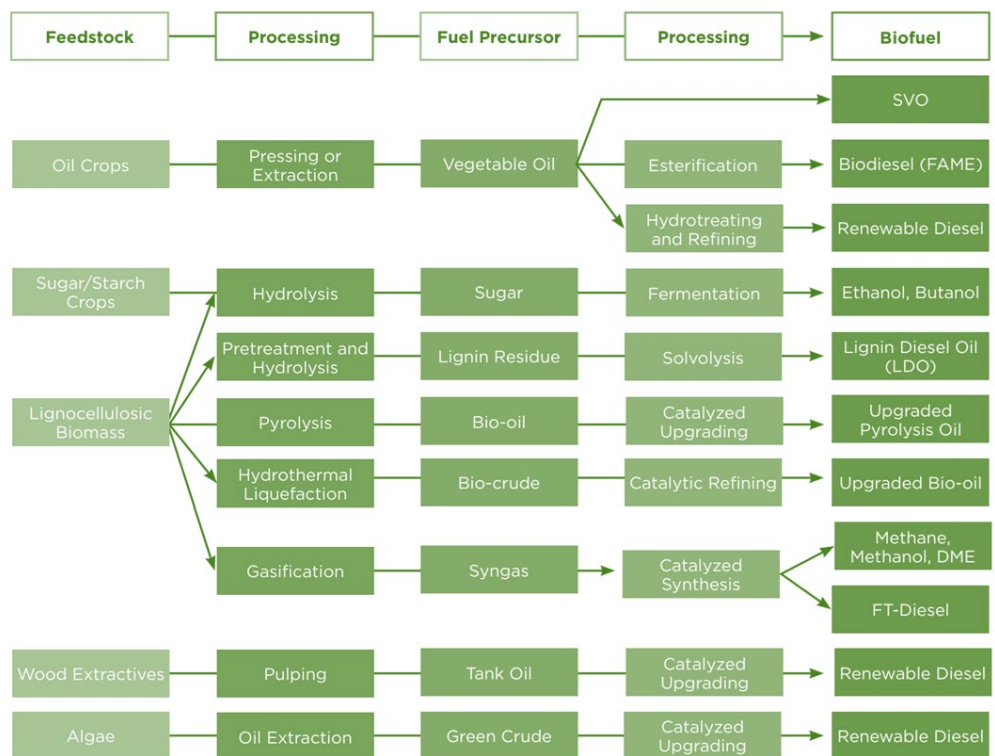 Feedstock
Processing
Fuel Precursor
Processing
Biofuel
SVO
Oil Crops
Pressing or
Extraction
Vegetable Oil
Esterification
Biodiesel (FAME)
Hydrotreating
and Refining
Renewable Diesel
Sugar/Starch
Crops
Hydrolysis
Sugar
Fermentation
Ethanol, Butanol
Pretreatment and
Hydrolysis
Lignin Residue
Solvolysis
Lignin Diesel Oil
(LDO)
Lignocellulosic
Biomass
Pyrolysis
Bio-oil
Catalyzed
Upgrading
Upgraded
Pyrolysis Oil
Hydrothermal
Liquefaction
Bio-crude
Catalytic Refining
Upgraded Bio-oil
Gasification
Syngas
Catalyzed
Synthesis
Methane,
Methanol, DME
FT-Diesel
Wood Extractives
Pulping
Tank Oil
Catalyzed
Upgrading
Renewable Diesel
Algae
Oil Extraction
Green Crude
Catalyzed
Upgrading
Renewable Diesel